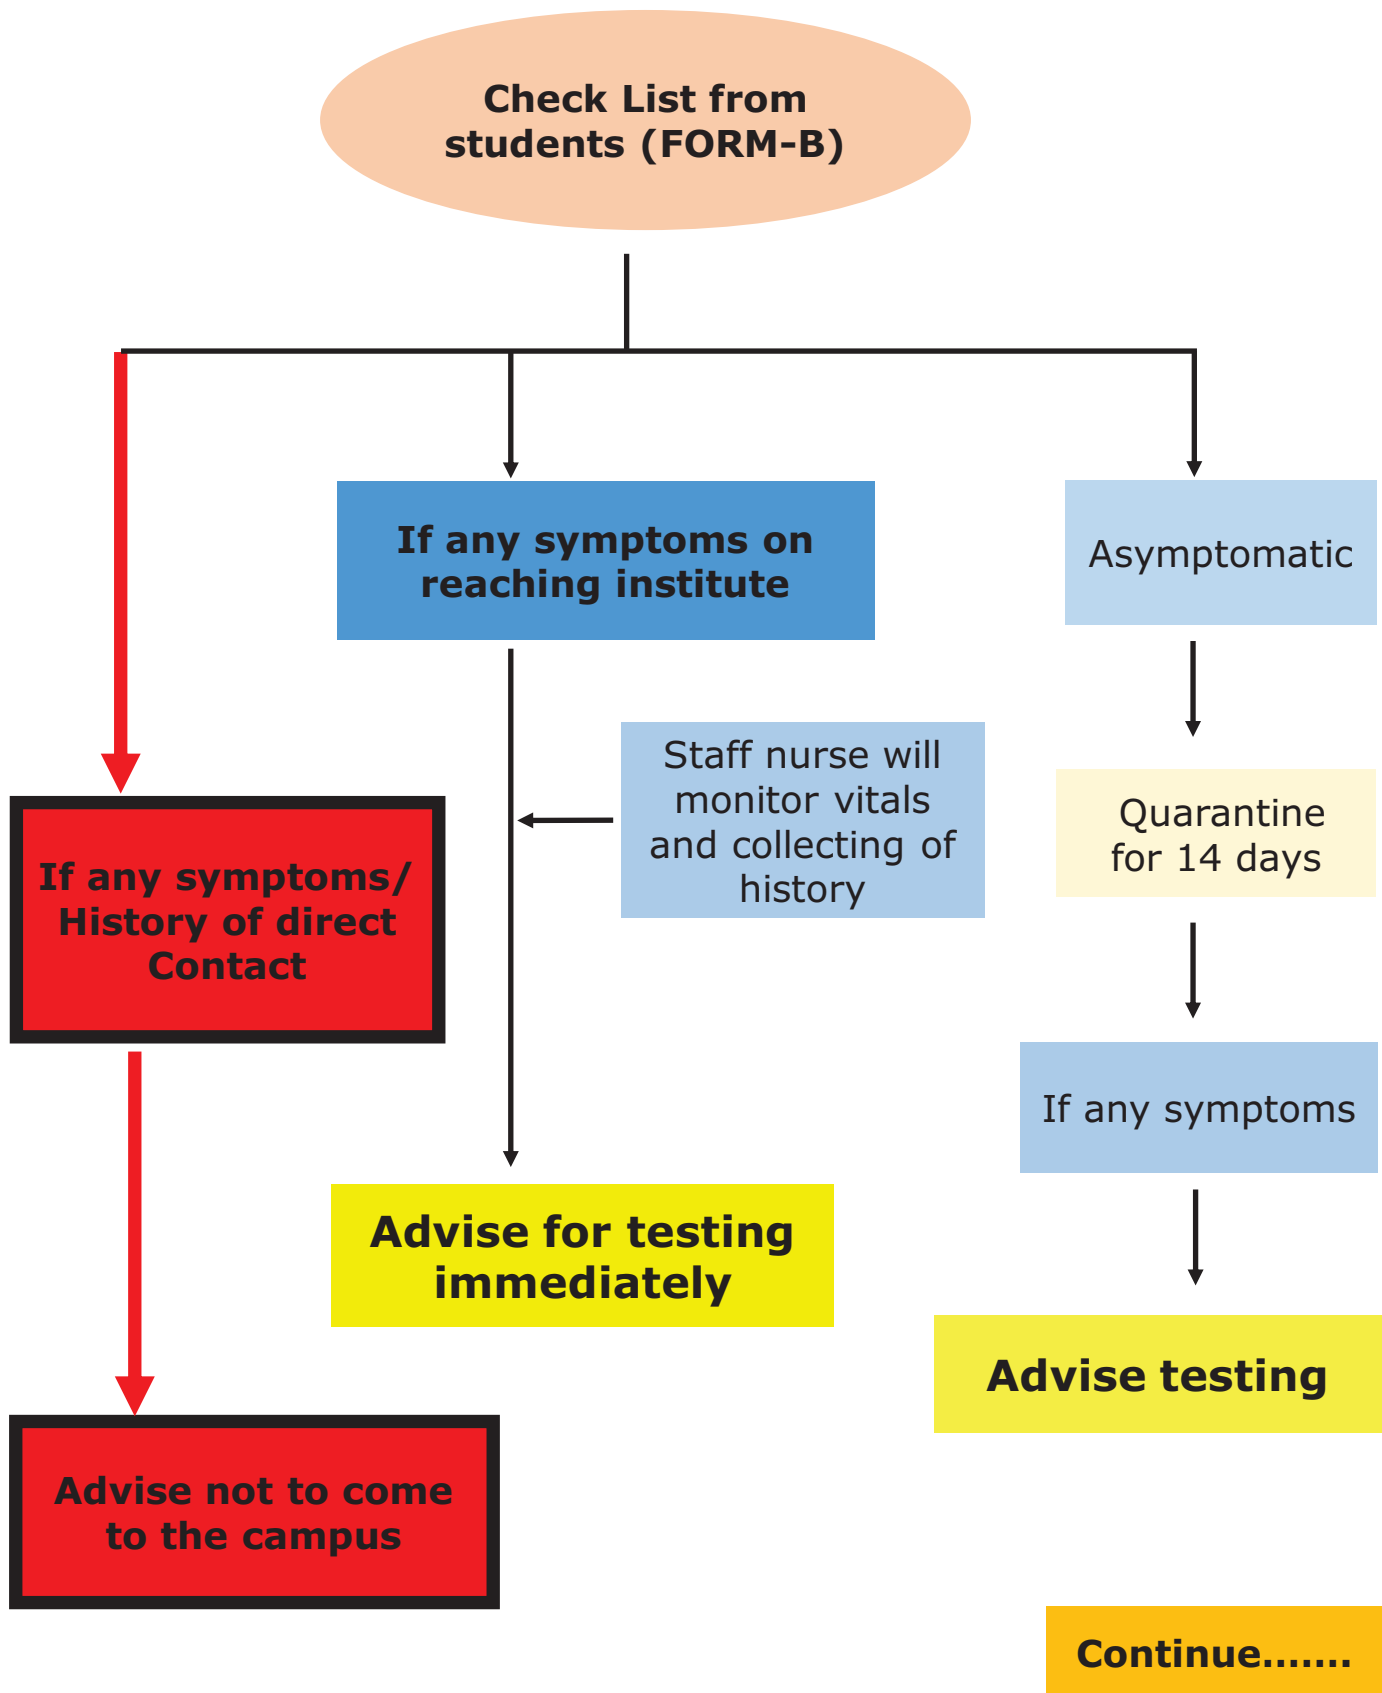 Check List from
students (FORM-B)
If any symptoms on
reaching institute
Asymptomatic
Staff nurse will
monitor vitals
and collecting of
history
Quarantine
for 14 days
If any symptoms/
History of direct
Contact
If any symptoms
Advise for testing
immediately
Advise testing
Advise not to come
to the campus
Continue.......